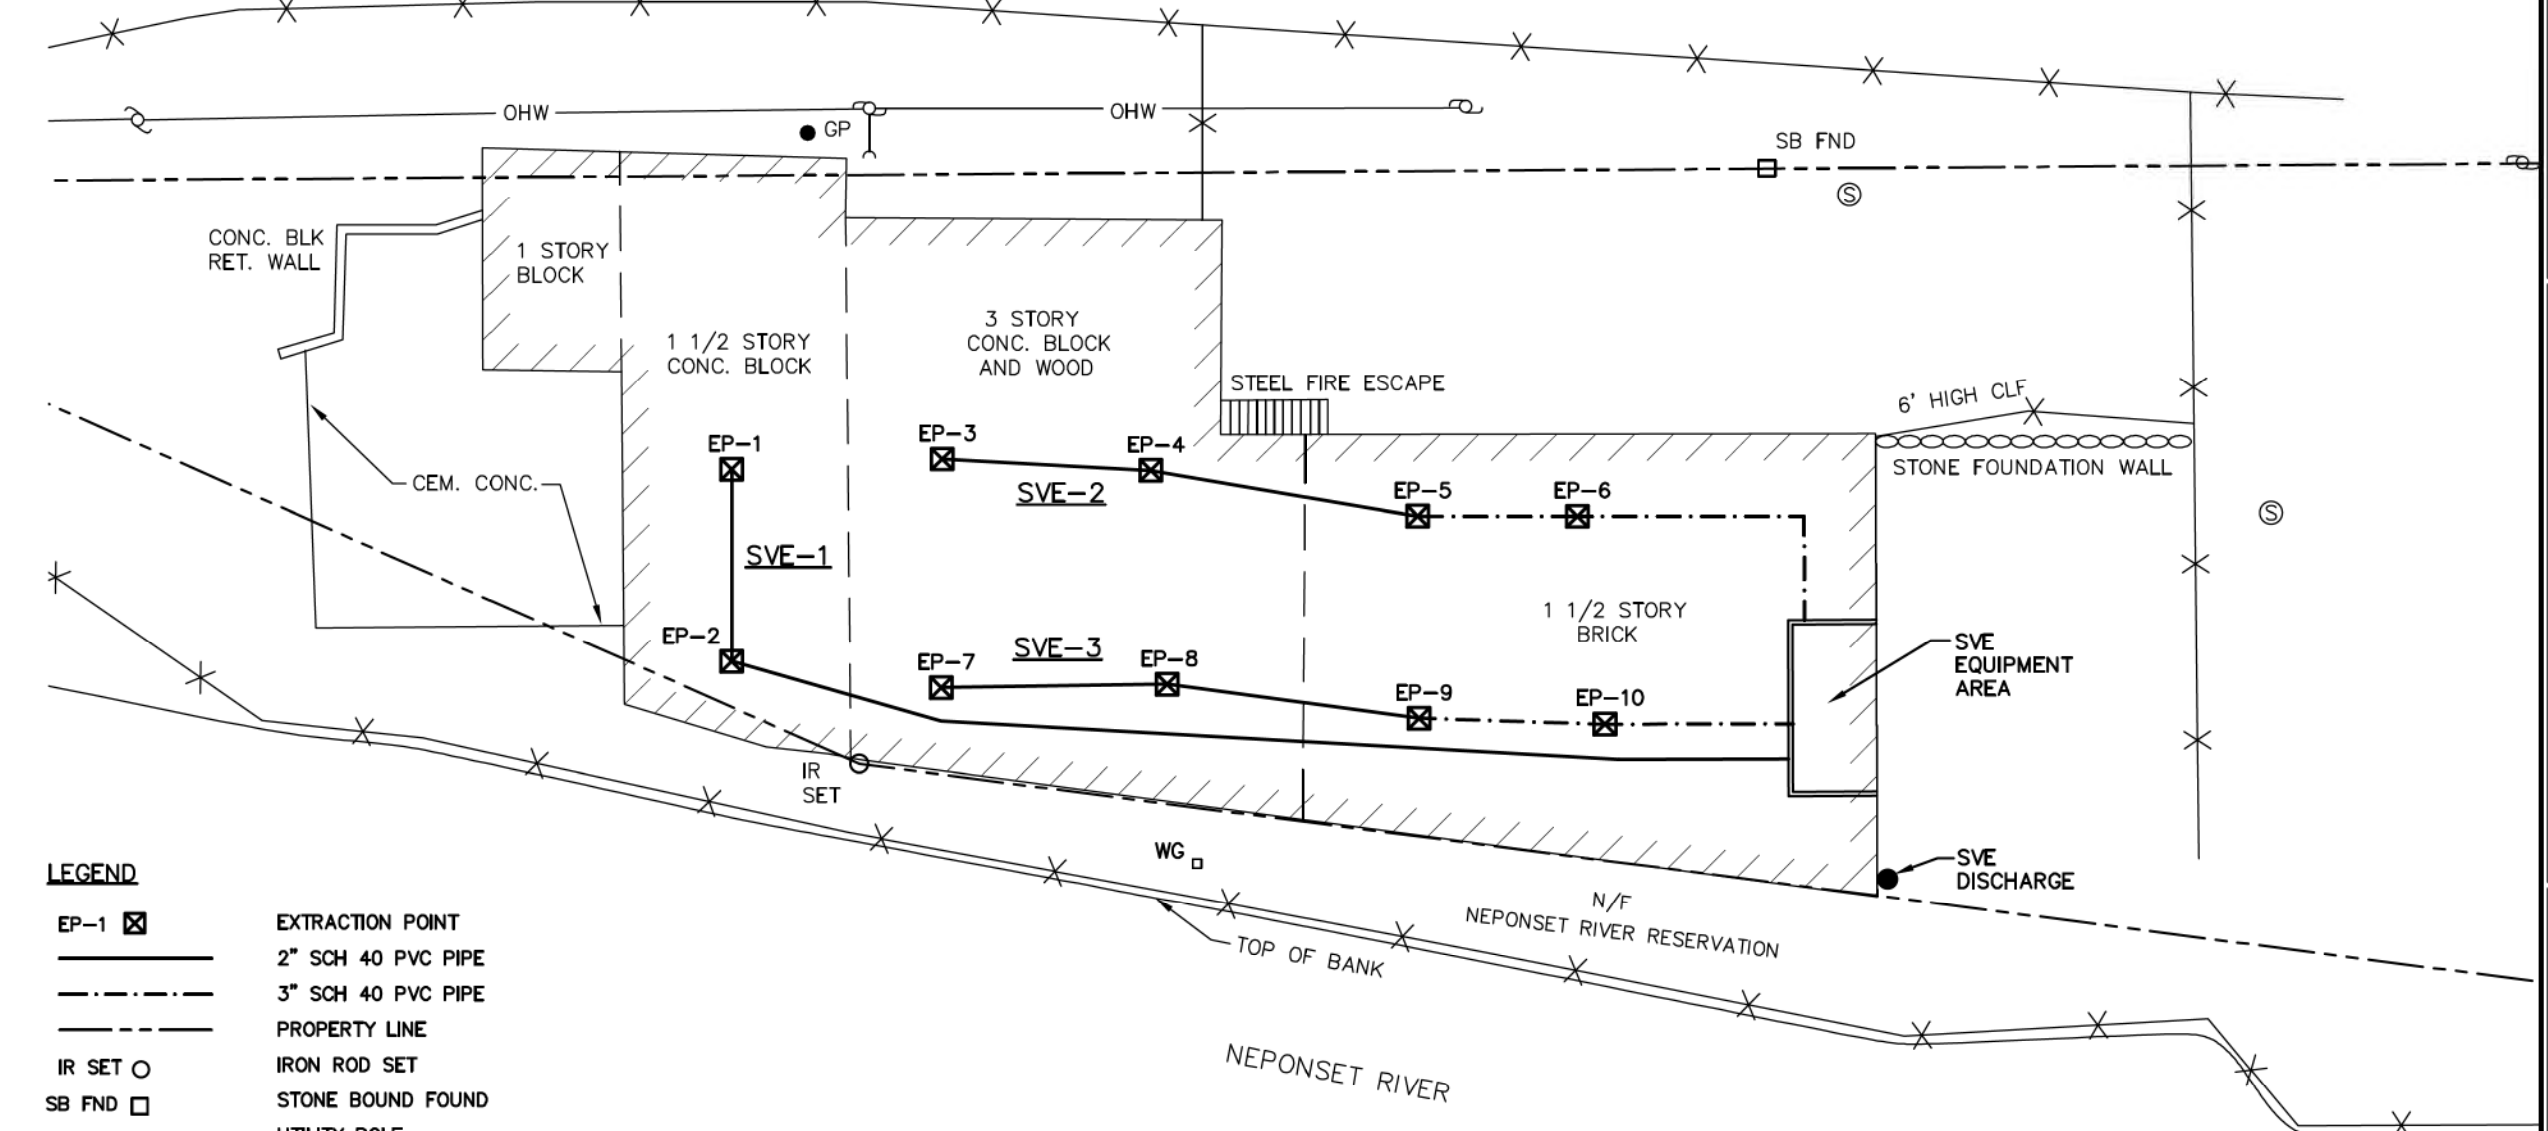 OHW
OHW
GP
SB FND
S
CONC. BLK
RET. WALL
1 STORY
BLOCK
1 1/2 STORY
CONC. BLOCK
3 STORY
CONC. BLOCK
AND WOOD
STEEL FIRE ESCAPE
6' HIGH CLF
STONE FOUNDATION WALL
EP-1
EP-3
EP-4
SVE-2
EP-5
EP-6
CEM. CONC.
S
SVE-1
EP-2
SVE-3
EP-7
EP-8
EP-9
EP-10
1 1/2 STORY
BRICK
SVE
EQUIPMENT
AREA
IR
SET
WG
SVE
DISCHARGE
N/F
NEPONSET RIVER RESERVATION
TOP OF BANK
NEPONSET RIVER
LEGEND
EP-1 EXTRACTION POINT
2" SCH 40 PVC PIPE
3" SCH 40 PVC PIPE
PROPERTY LINE
IR SET IRON ROD SET
SB FND STONE BOUND FOUND